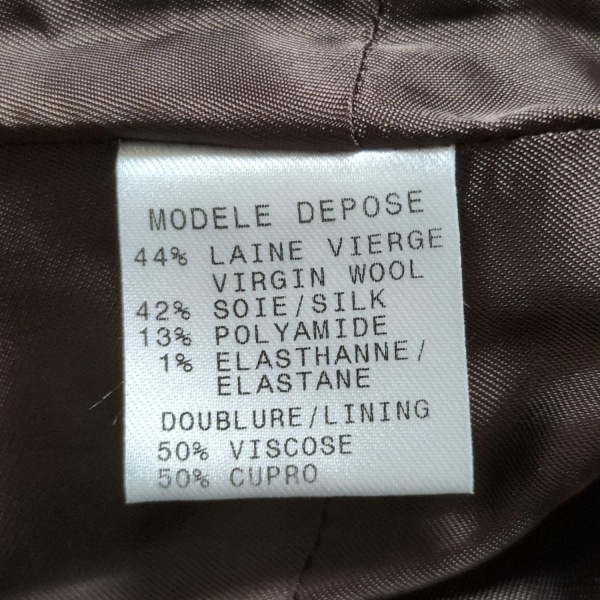 MODELE DEPOSE
44% LAINE VIERGE
VIRGIN WOOL
42% SOIE/SILK
13% POLYAMIDE
1% ELASTHANNE/
ELASTANE
DOUBLURE/LINING
50% VISCOSE
50% CUPRO